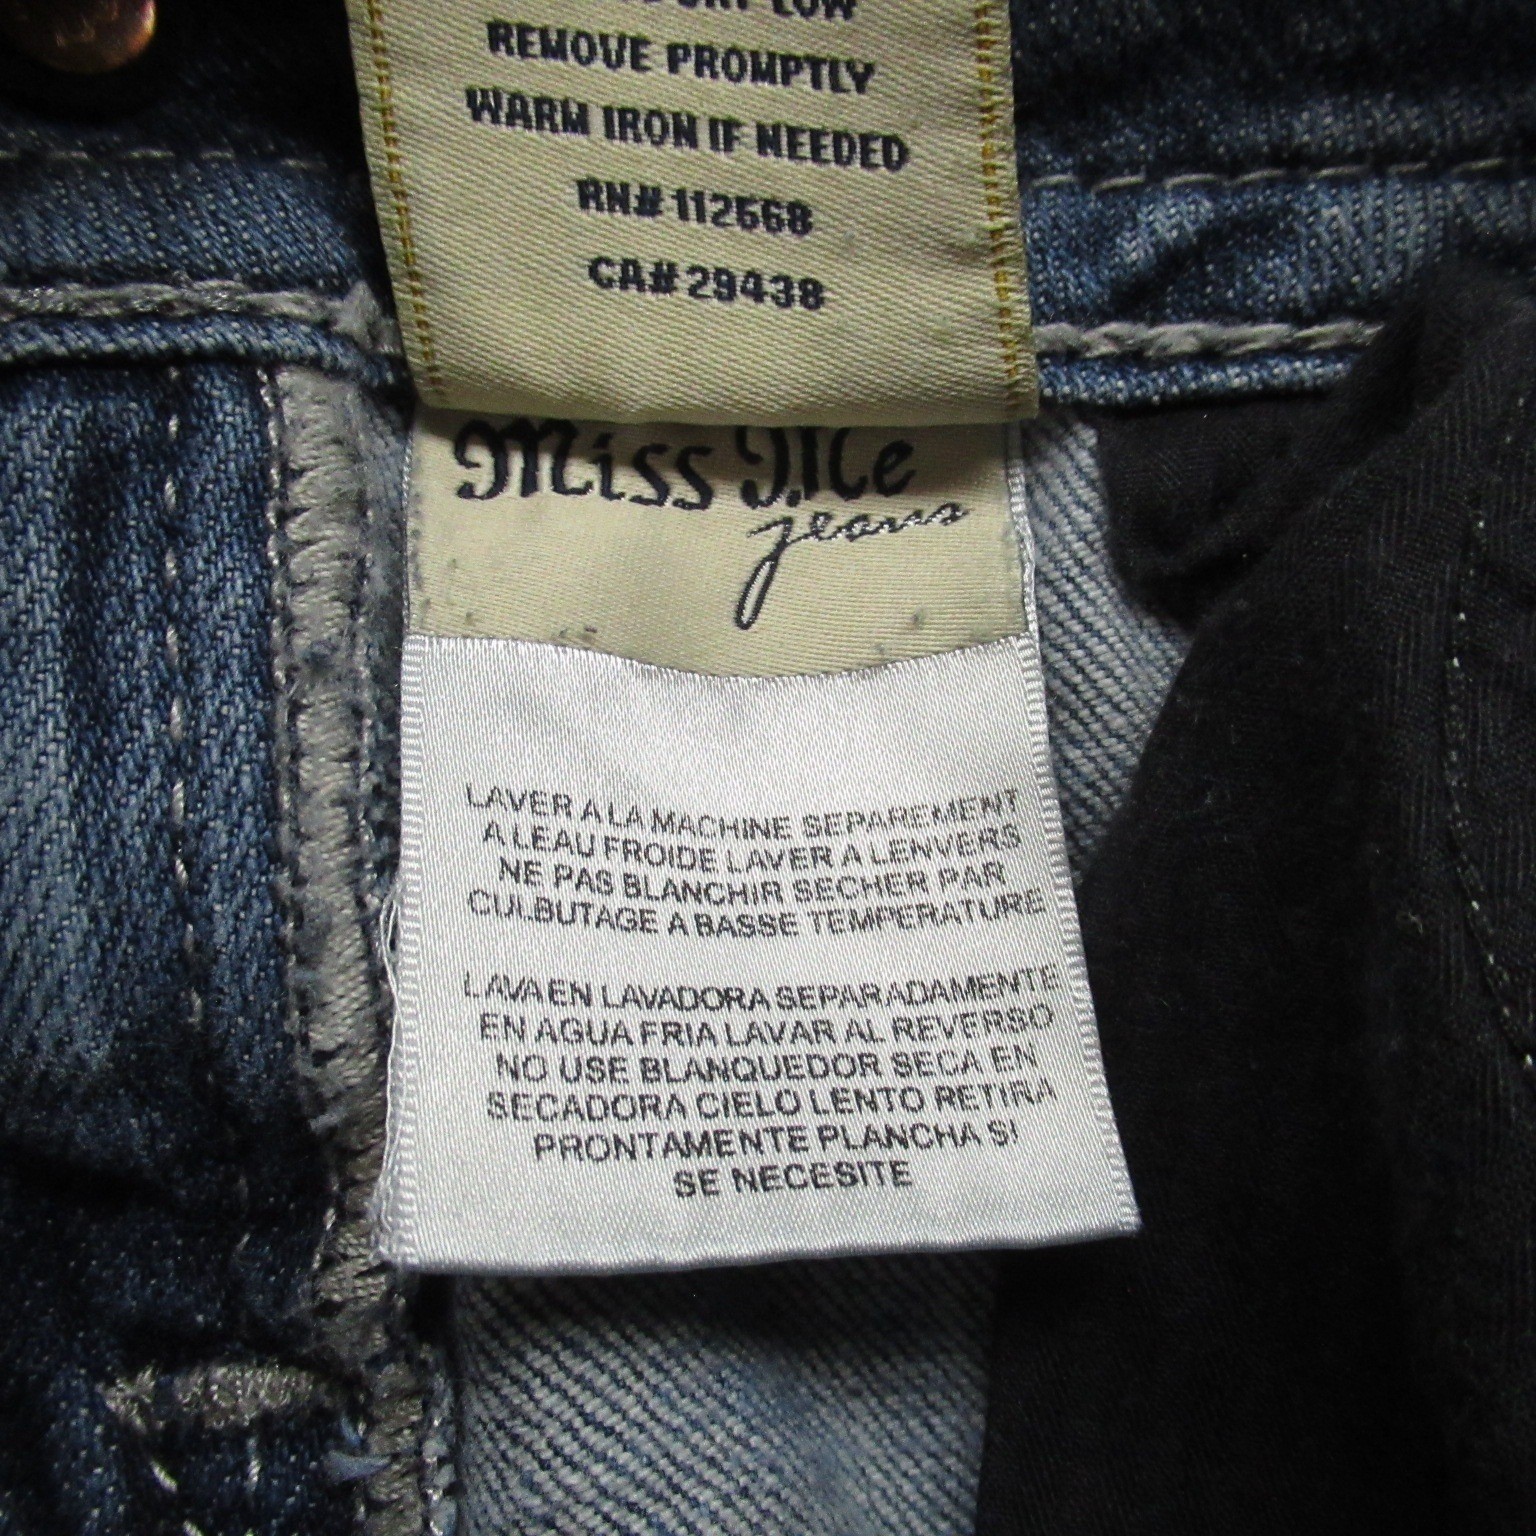 LOW
REMOVE PROMPTLY
WARM IRON IF NEEDED
RN# 112568
CA# 29438
Miss Me
jeans
LAVER A LA MACHINE SEPAREMENT
A LEAU FROIDE LAVER A LENVERS
NE PAS BLANCHIR SECHER PAR
CULBUTAGE A BASSE TEMPERATURE
LAVA EN LAVADORA SEPARADAMENTE
EN AGUA FRIA LAVAR AL REVERSO
NO USE BLANQUEDOR SECA EN
SECADORA CIELO LENTO RETIRA
PRONTAMENTE PLANCHA SI
SE NECESITE